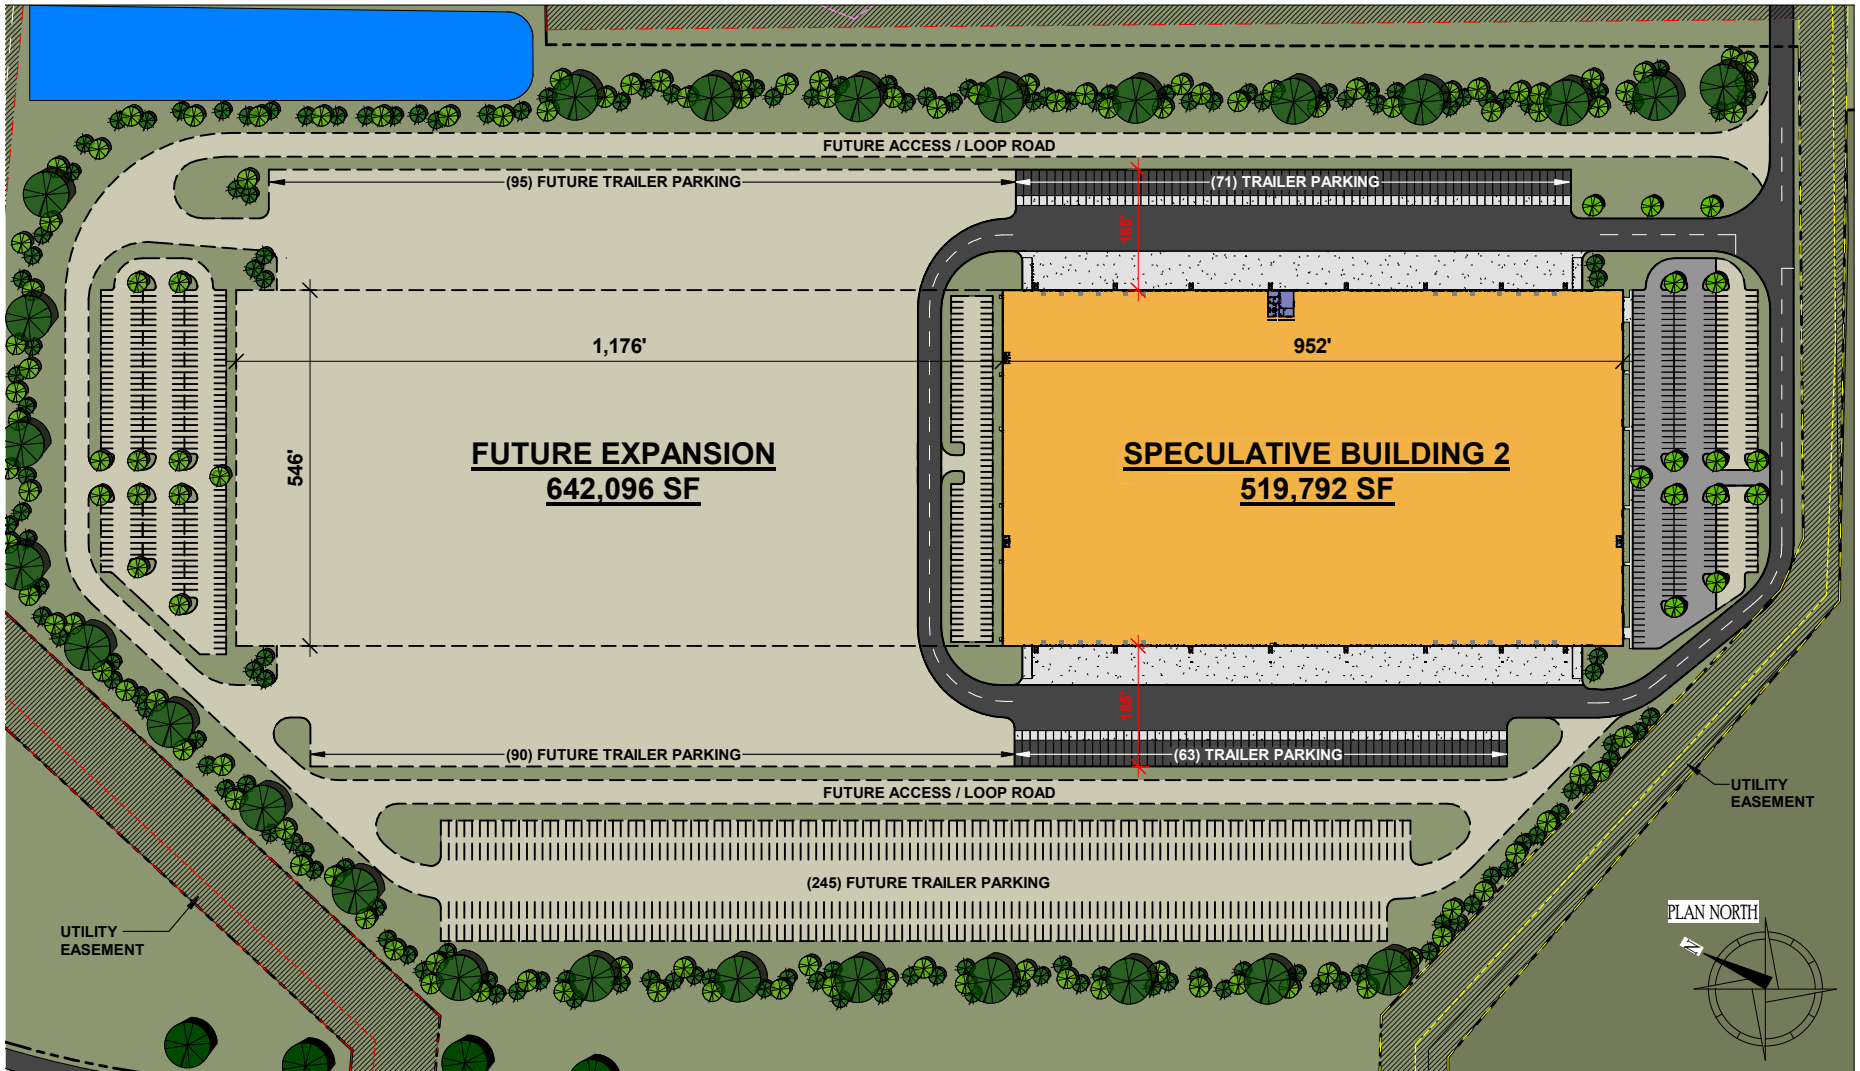 FUTURE ACCESS / LOOP ROAD
(95) FUTURE TRAILER PARKING
(71) TRAILER PARKING
185'
1,176'
952'
546'
FUTURE EXPANSION
642,096 SF
SPECULATIVE BUILDING 2
519,792 SF
185'
(90) FUTURE TRAILER PARKING
(63) TRAILER PARKING
FUTURE ACCESS / LOOP ROAD
UTILITY
EASEMENT
(245) FUTURE TRAILER PARKING
UTILITY
EASEMENT
PLAN NORTH
N